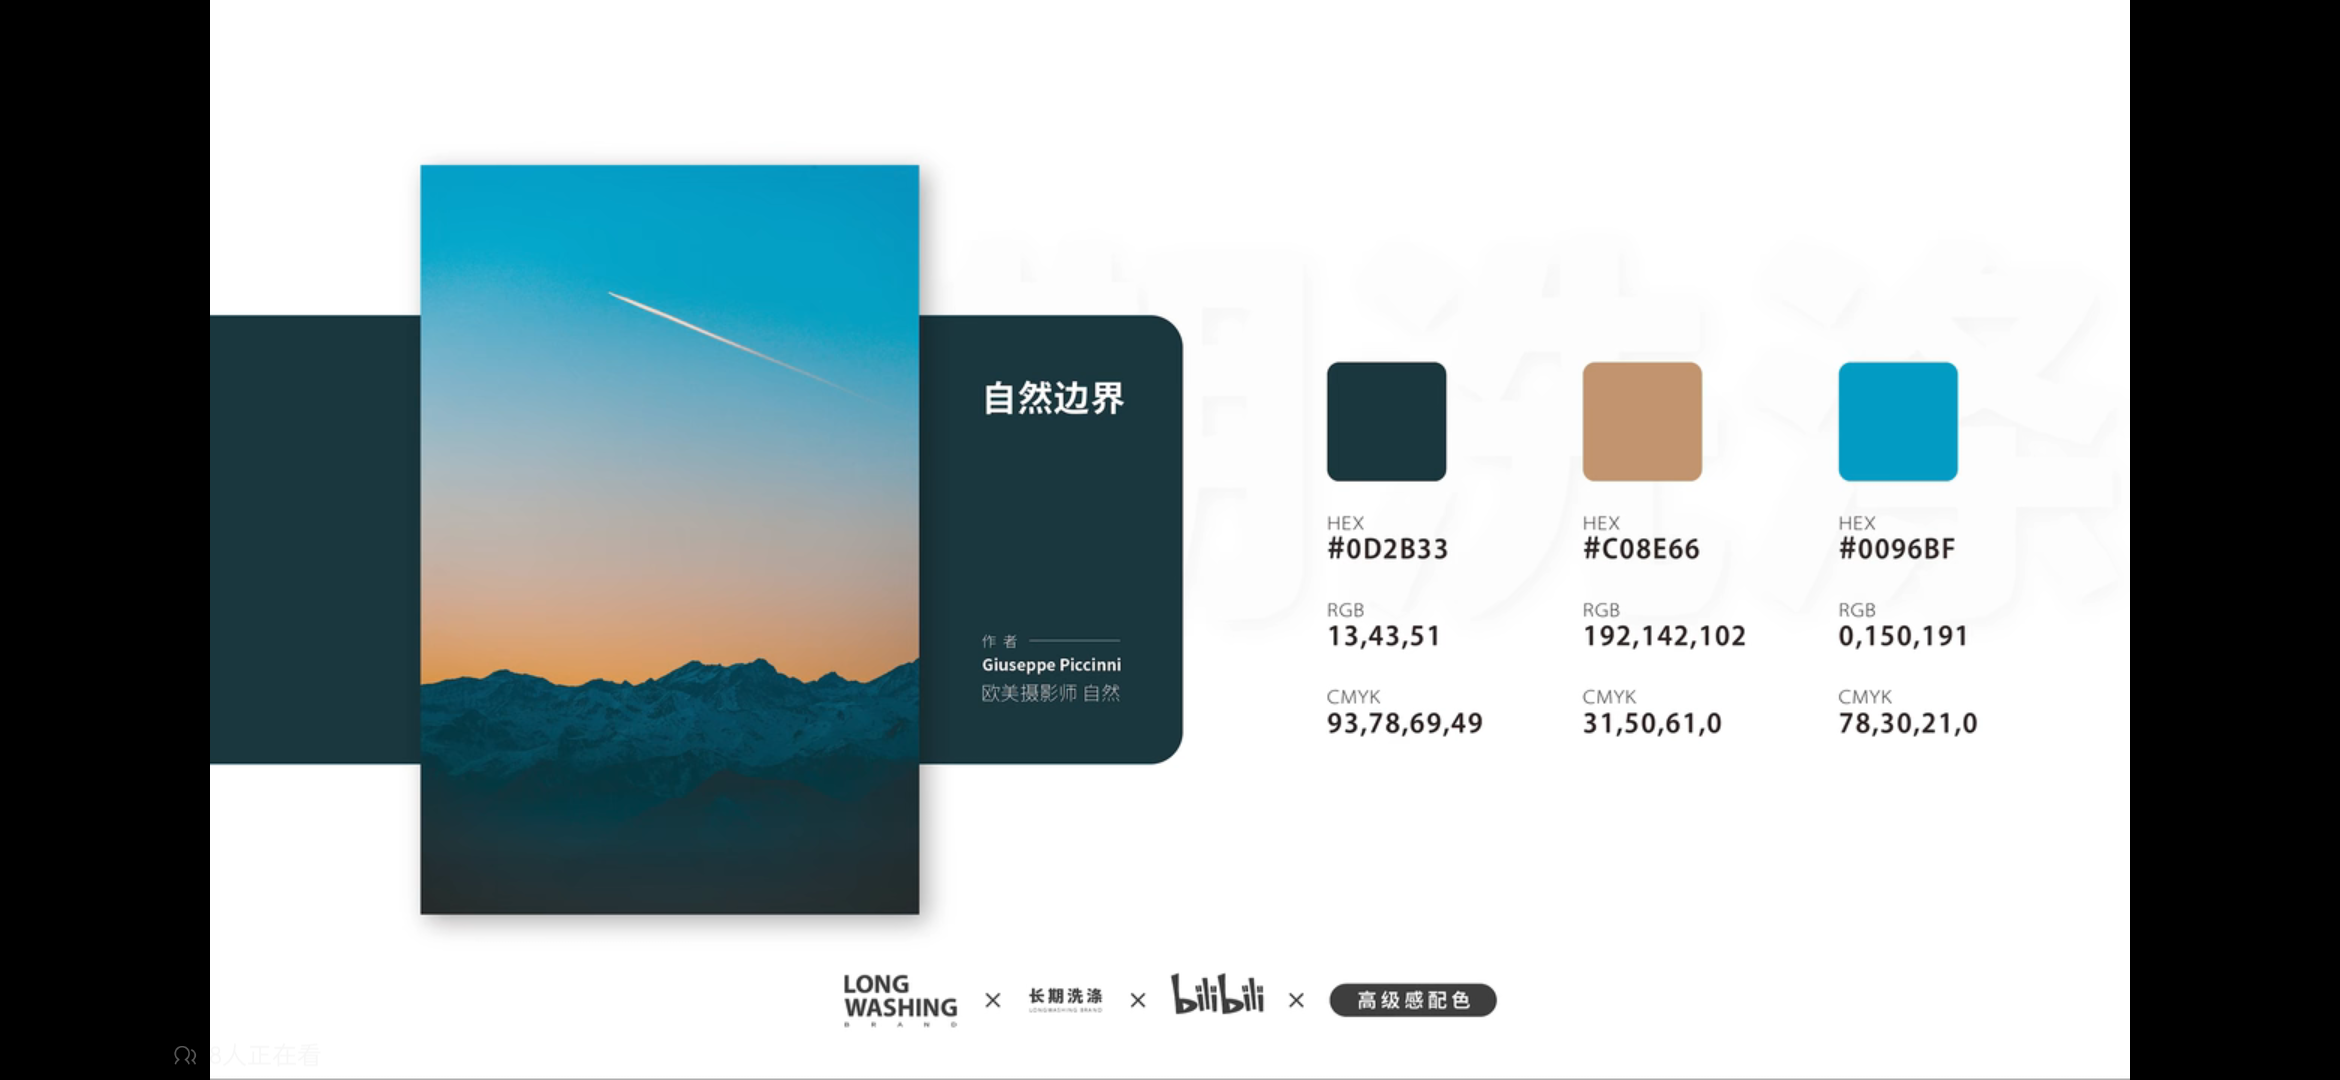 自然边界
作者
Giuseppe Piccinni
欧美摄影师 自然
HEX
#0D2B33
RGB
13,43,51
CMYK
93,78,69,49
HEX
#C08E66
RGB
192,142,102
CMYK
31,50,61,0
HEX
#0096BF
RGB
0,150,191
CMYK
78,30,21,0
期洗涤
LONG
WASHING
BRAND
×
长期洗涤
LONGWASHING BRAND
×
bilibili
×
高级感配色
8人正在看